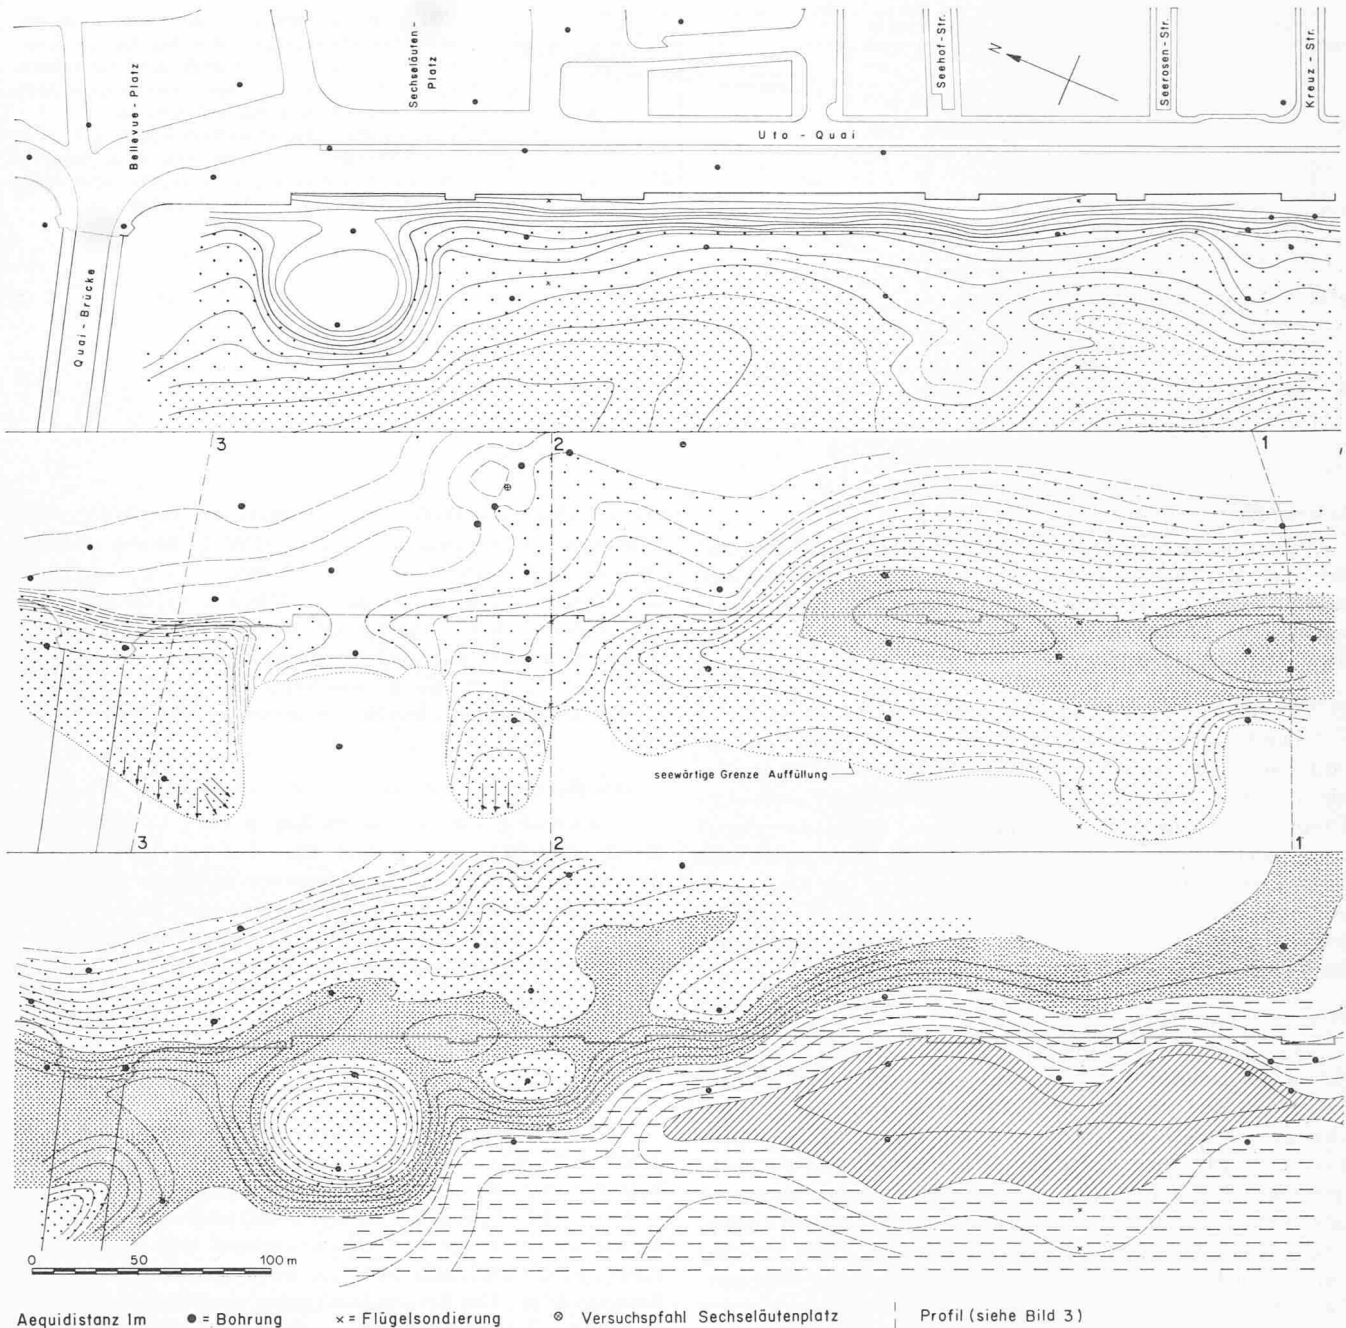 Bellevue-Platz
Sechseläuten-
Platz
Seehof-Str.
N
Seerosen-Str.
Kreuz-Str.
Uto-Quai
Quai-Brücke
3
2
1
seewärtige Grenze Auffüllung
3
2
1
0 50 100 m
Aequidistanz 1m ● = Bohrung × = Flügelsondierung ⊗ Versuchspfahl Sechseläutenplatz Profil (siehe Bild 3)